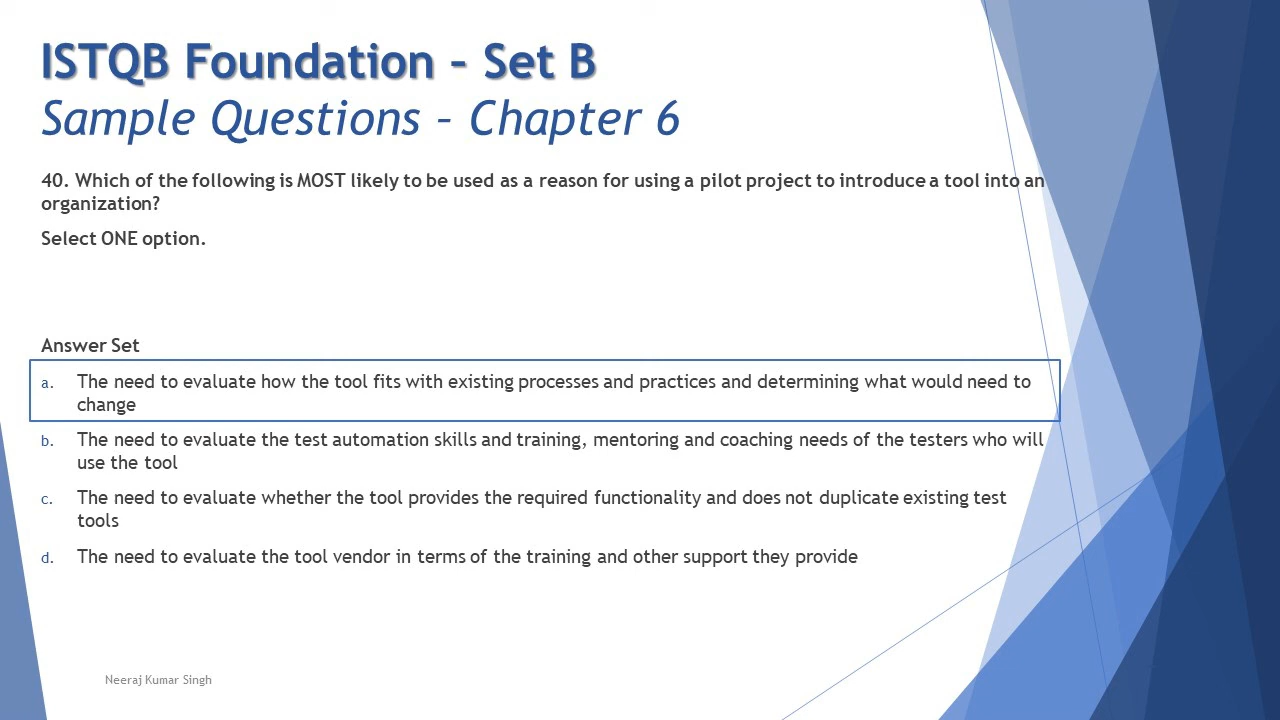 ISTQB Foundation – Set B
Sample Questions – Chapter 6
40. Which of the following is MOST likely to be used as a reason for using a pilot project to introduce a tool into an
organization?
Select ONE option.
Answer Set
a. The need to evaluate how the tool fits with existing processes and practices and determining what would need to
change
b. The need to evaluate the test automation skills and training, mentoring and coaching needs of the testers who will
use the tool
c. The need to evaluate whether the tool provides the required functionality and does not duplicate existing test
tools
d. The need to evaluate the tool vendor in terms of the training and other support they provide
Neeraj Kumar Singh